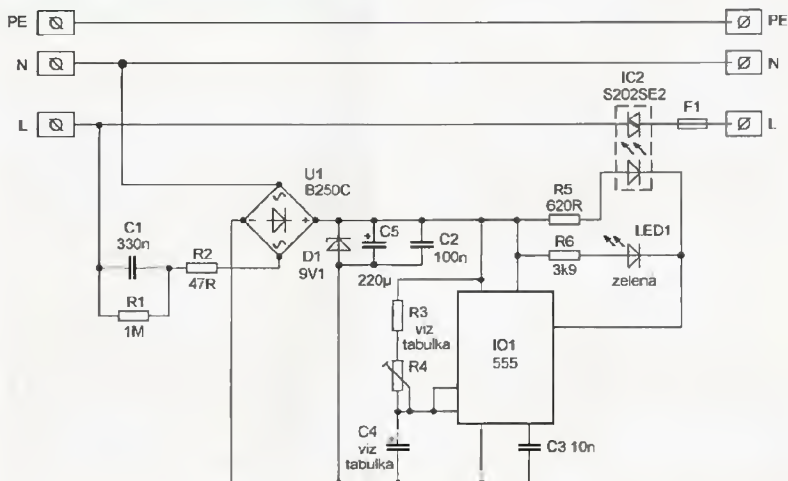 PE
PE
N
N
IC2
S202SE2
F1
L
L
U1
B250C
C1
330n
R2
47R
R1
1M
D1
9V1
C5
220µ
C2
100n
R5
620R
R6
3k9
LED1
zelena
R3
viz
tabulka
R4
IO1
555
C4
viz
tabulka
C3 10n